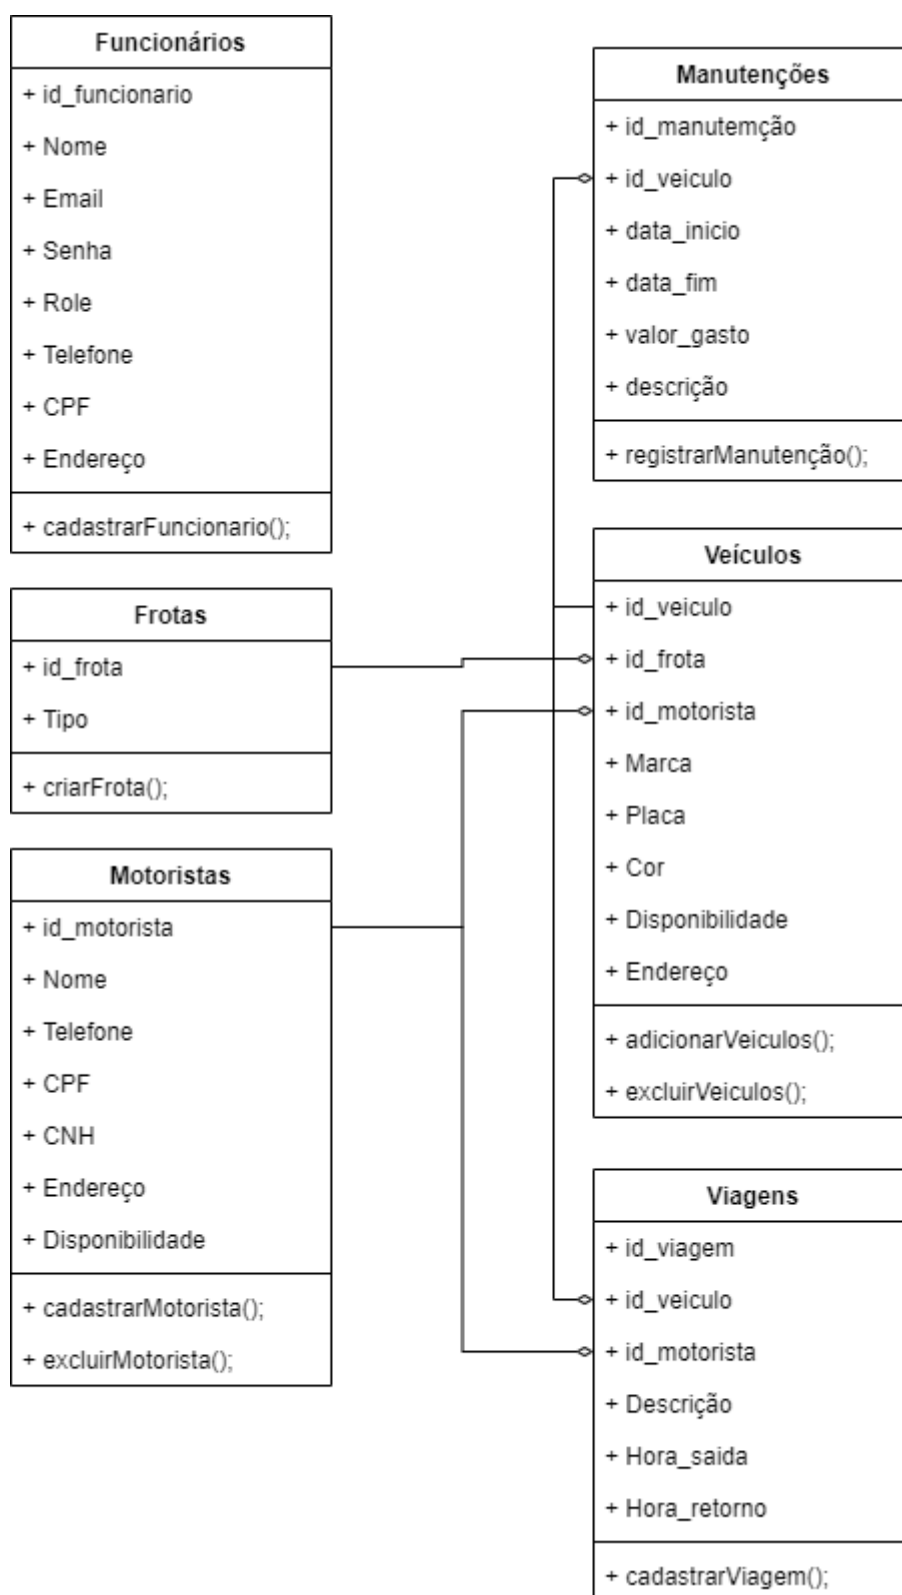 Funcionários
+ id_funcionario
+ Nome
+ Email
+ Senha
+ Role
+ Telefone
+ CPF
+ Endereço
+ cadastrarFuncionario();
Frotas
+ id_frota
+ Tipo
+ criarFrota();
Motoristas
+ id_motorista
+ Nome
+ Telefone
+ CPF
+ CNH
+ Endereço
+ Disponibilidade
+ cadastrarMotorista();
+ excluirMotorista();
Manutenções
+ id_manutemção
+ id_veiculo
+ data_inicio
+ data_fim
+ valor_gasto
+ descrição
+ registrarManutenção();
Veículos
+ id_veiculo
+ id_frota
+ id_motorista
+ Marca
+ Placa
+ Cor
+ Disponibilidade
+ Endereço
+ adicionarVeiculos();
+ excluirVeiculos();
Viagens
+ id_viagem
+ id_veiculo
+ id_motorista
+ Descrição
+ Hora_saida
+ Hora_retorno
+ cadastrarViagem();